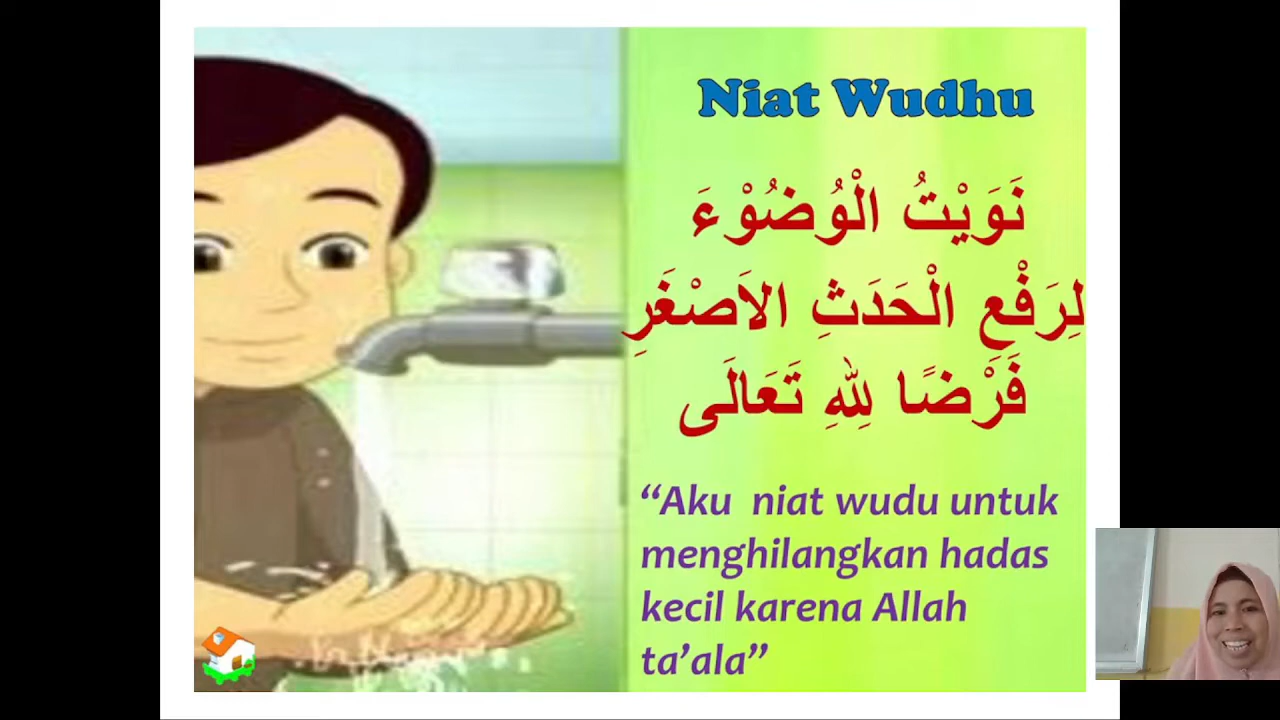 Niat Wudhu
نَوَيْتُ الْوُضُوْءَ
لِرَفْعِ الْحَدَثِ الاَصْغَرِ
فَرْضًا لِلّٰهِ تَعَالَى
“Aku niat wudu untuk
menghilangkan hadas
kecil karena Allah
ta’ala”